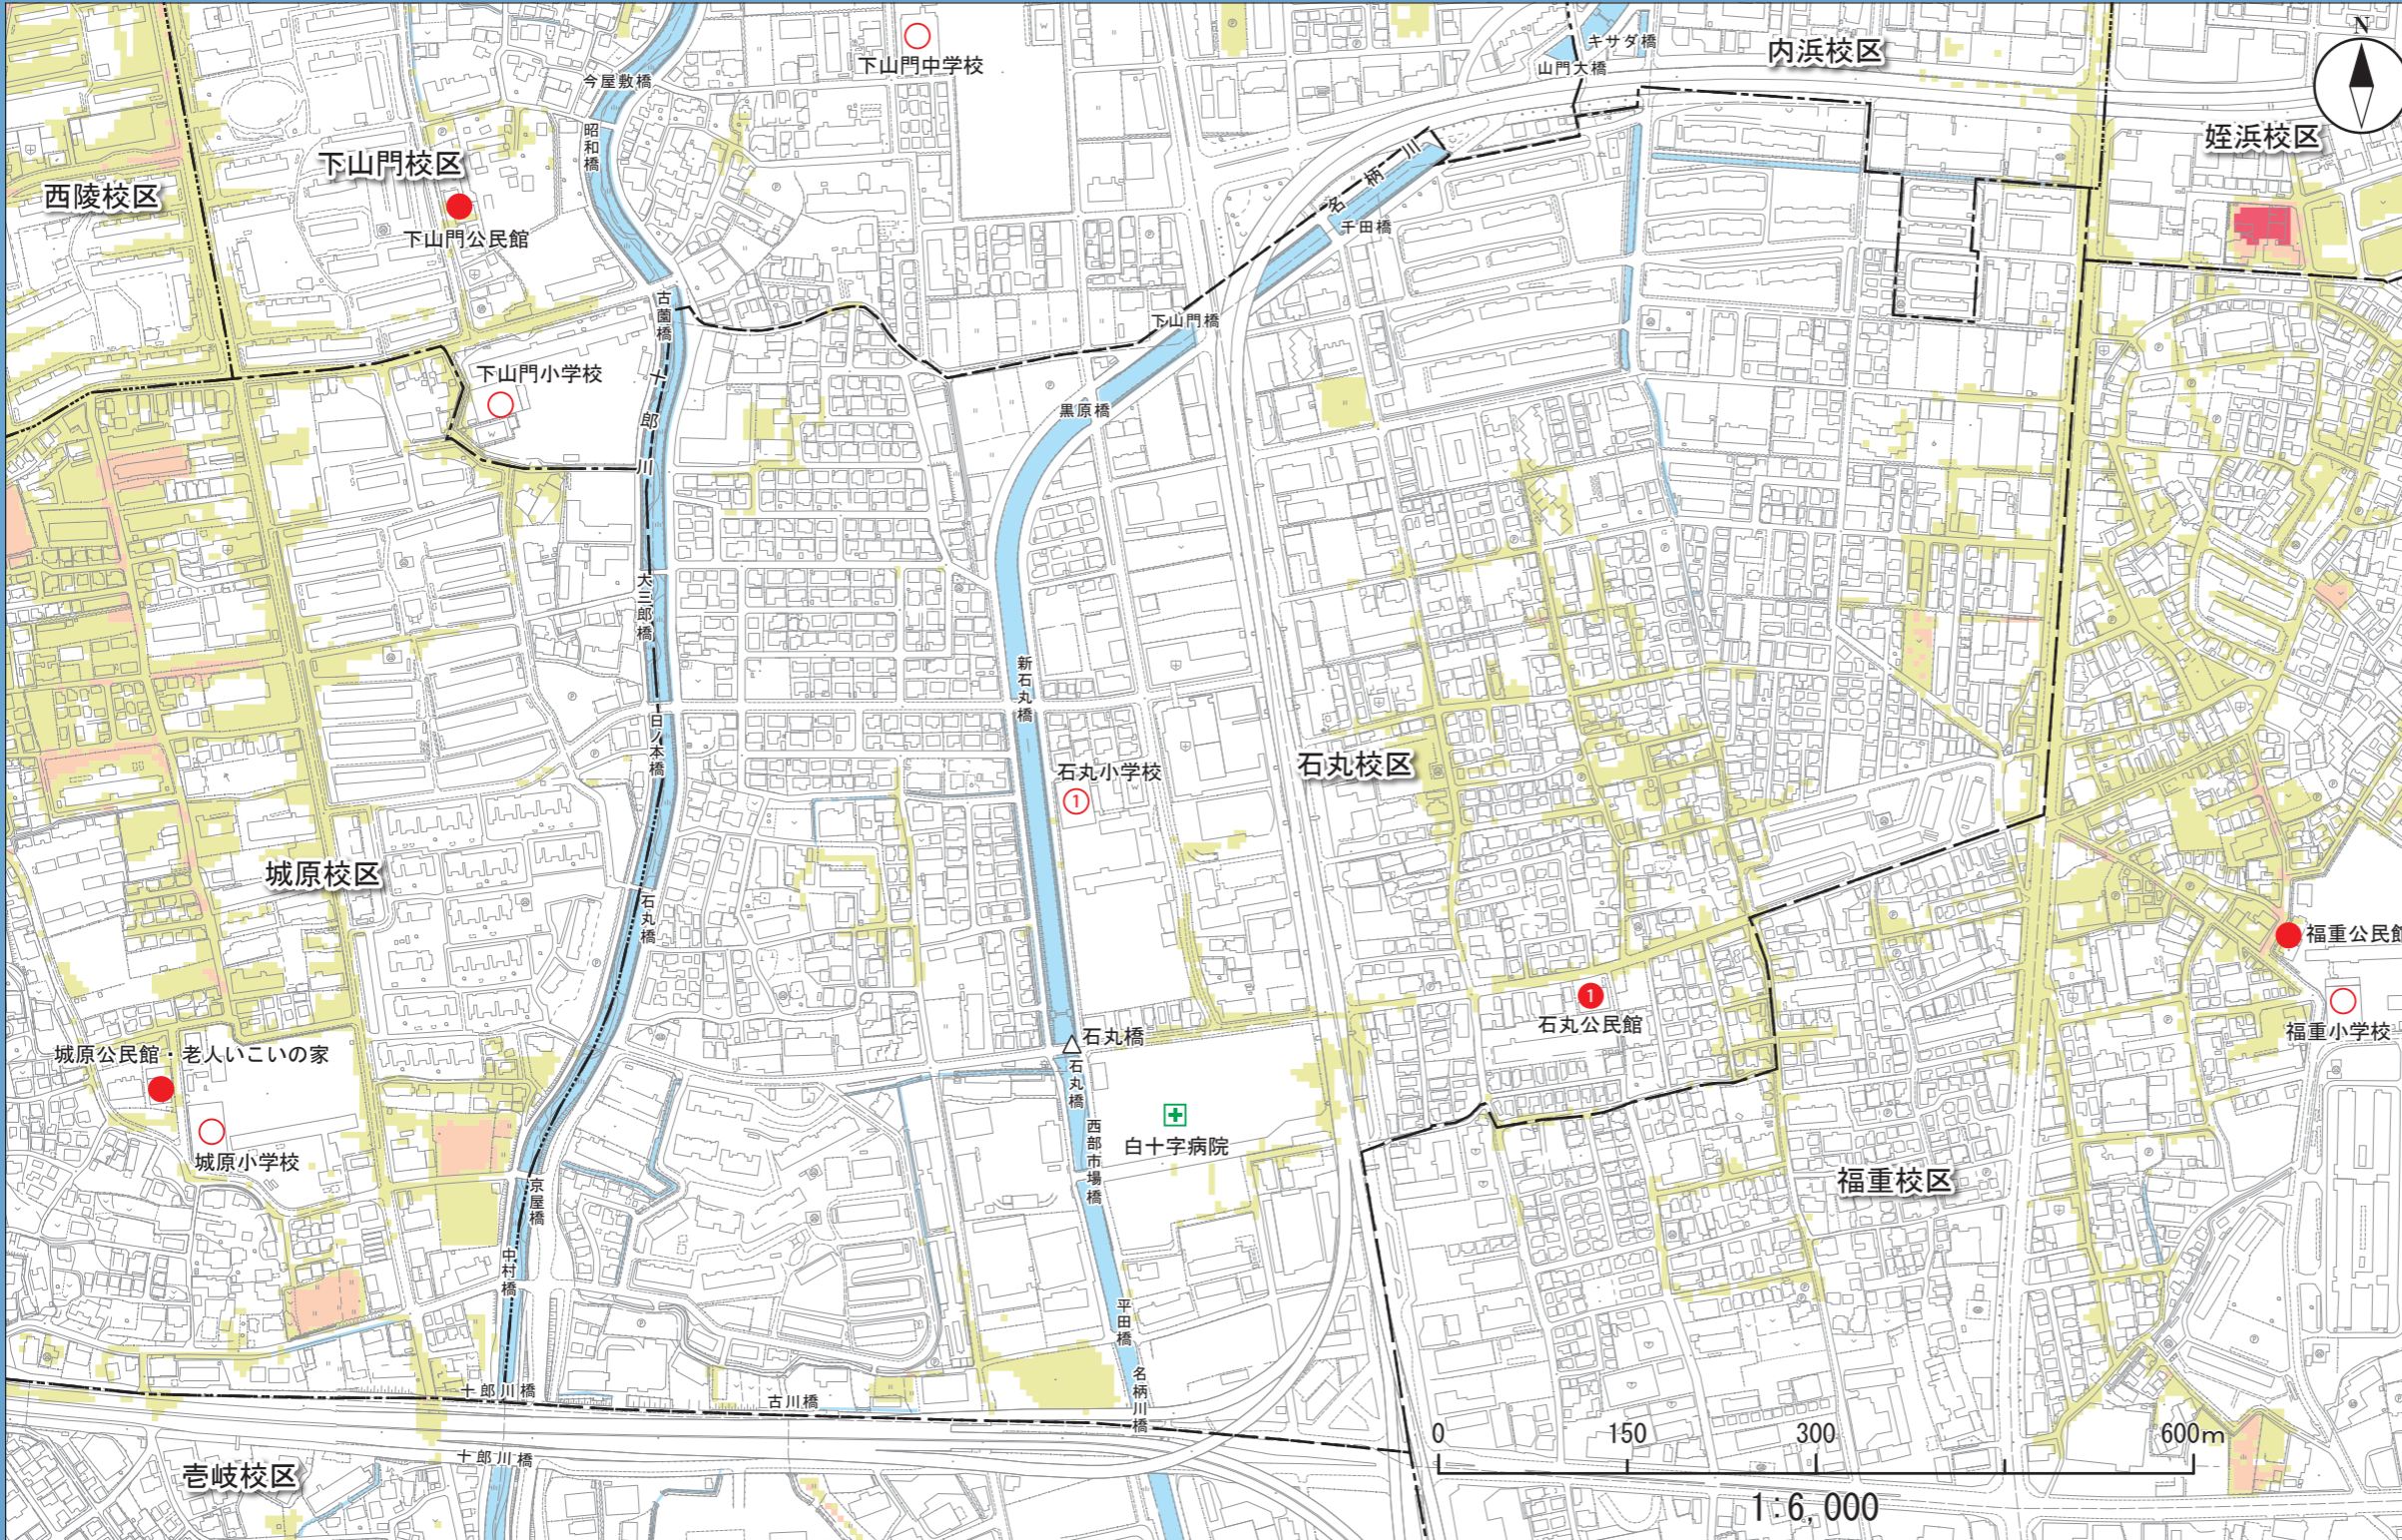 下山門中学校
キサダ橋
山門大橋
内浜校区
N
今屋敷橋
昭和橋
姪浜校区
下山門校区
西陵校区
下山門公民館
名柄川
千田橋
古園橋
下山門橋
下山門小学校
黒原橋
十郎川
大三郎橋
新石丸橋
日ノ本橋
石丸小学校
1
石丸校区
城原校区
石丸橋
福重公民館
1
石丸公民館
福重小学校
石丸橋
石丸橋
城原公民館・老人いこいの家
城原小学校
白十字病院
西部市場橋
京屋橋
福重校区
中村橋
平田橋
名柄川橋
十郎川橋
古川橋
十郎川橋
壱岐校区
0 150 300 600m
1:6,000